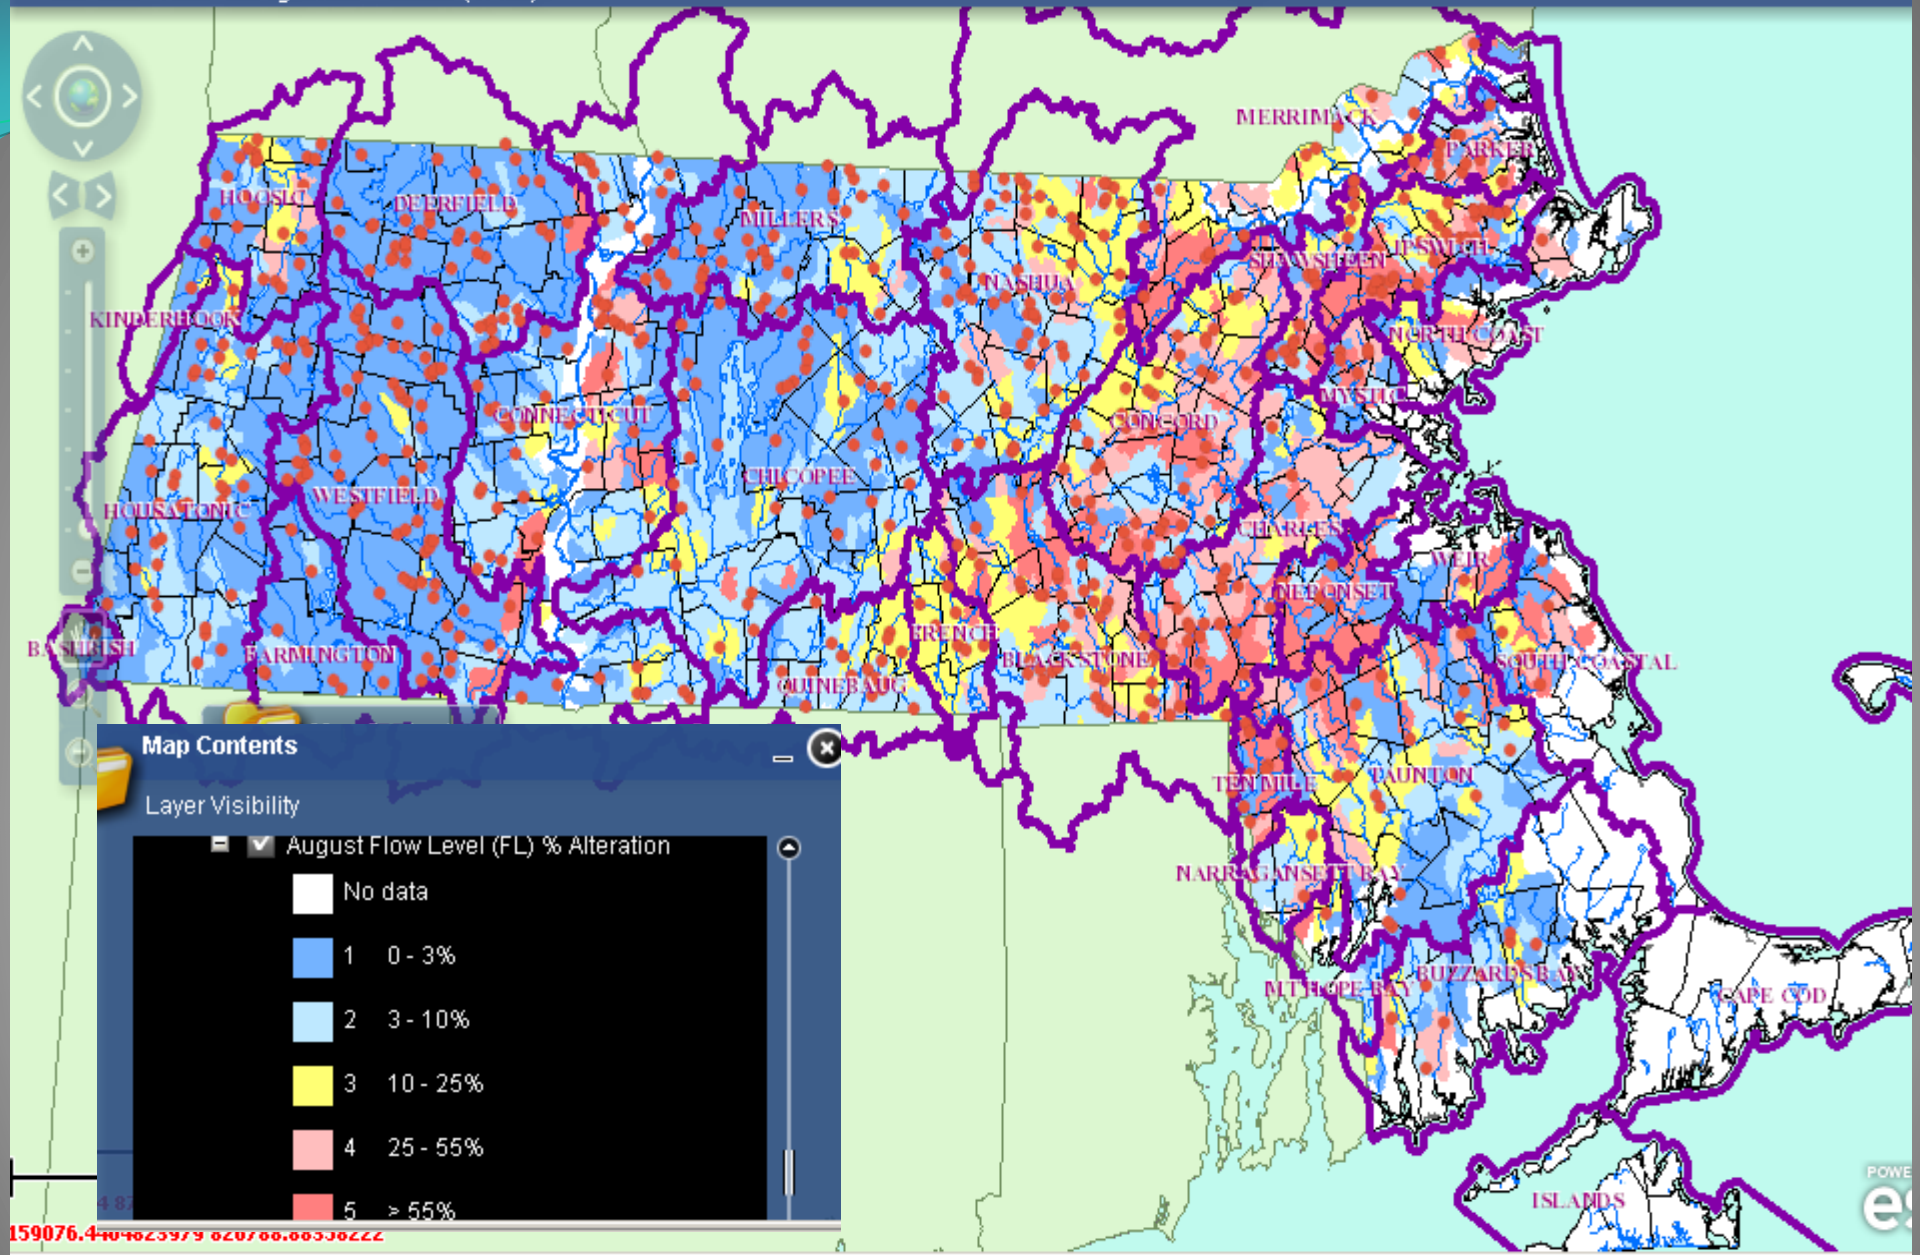 MERRIMACK
PARKER
HOOSIC
DEERFIELD
MILLERS
SHAWSHEEN
IPSWICH
NASHUA
KINDERHOOK
NORTH COAST
MYSTIC
CONNECTICUT
CONCORD
CHICOPEE
WESTFIELD
HOUSATONIC
CHARLES
WEIR
NEPONSET
BASHBISH
FARMINGTON
FRENCH
BLACKSTONE
SOUTH COASTAL
QUINEBAUG
TEN MILE
TAUNTON
NARRAGANSETT BAY
BUZZARDS BAY
MT HOPE BAY
CAPE COD
ISLANDS
Map Contents
Layer Visibility
August Flow Level (FL) % Alteration
No data
1 0 - 3%
2 3 - 10%
3 10 - 25%
4 25 - 55%
5 > 55%
POWE
es